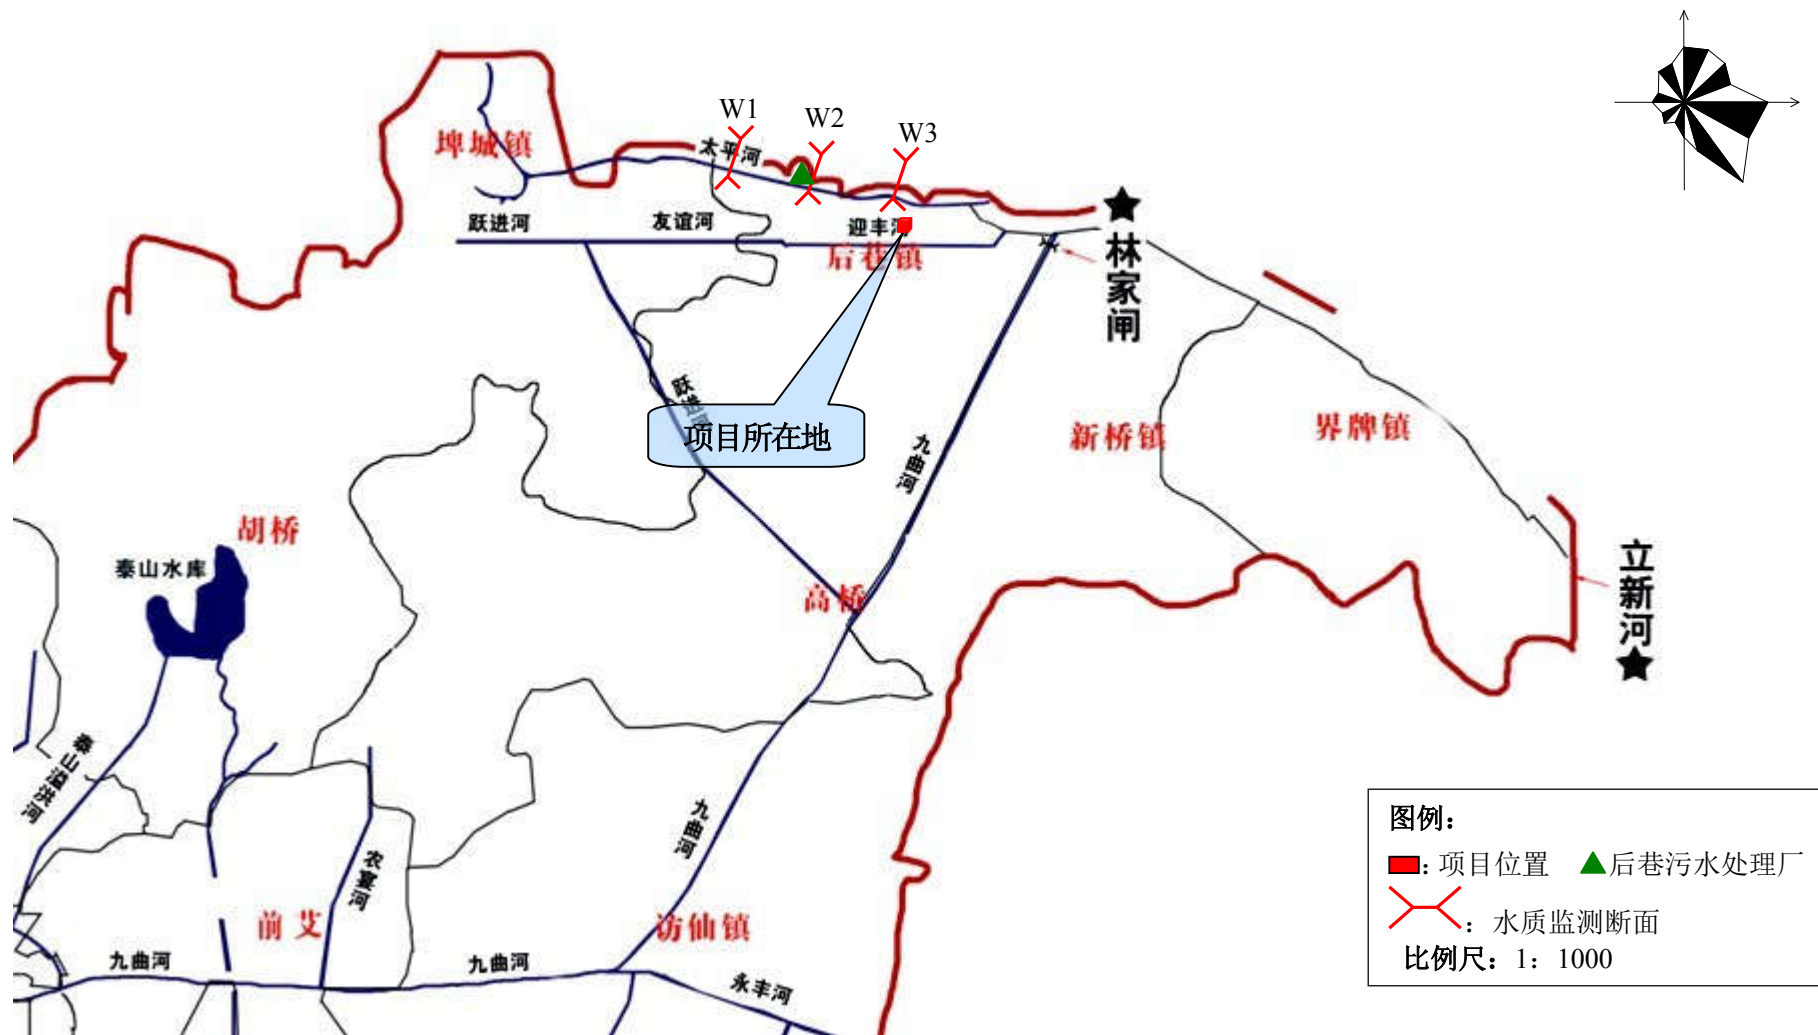 W1
W2
W3
埤城镇
太平河
跃进河
友谊河
迎丰河
后巷镇
林家闸
跃进河
项目所在地
九曲河
新桥镇
界牌镇
胡桥
泰山水库
高桥
立新河
泰山溢洪河
九曲河
农宴河
前艾
访仙镇
九曲河
九曲河
永丰河
图例：
：项目位置 后巷污水处理厂
：水质监测断面
比例尺：1：1000